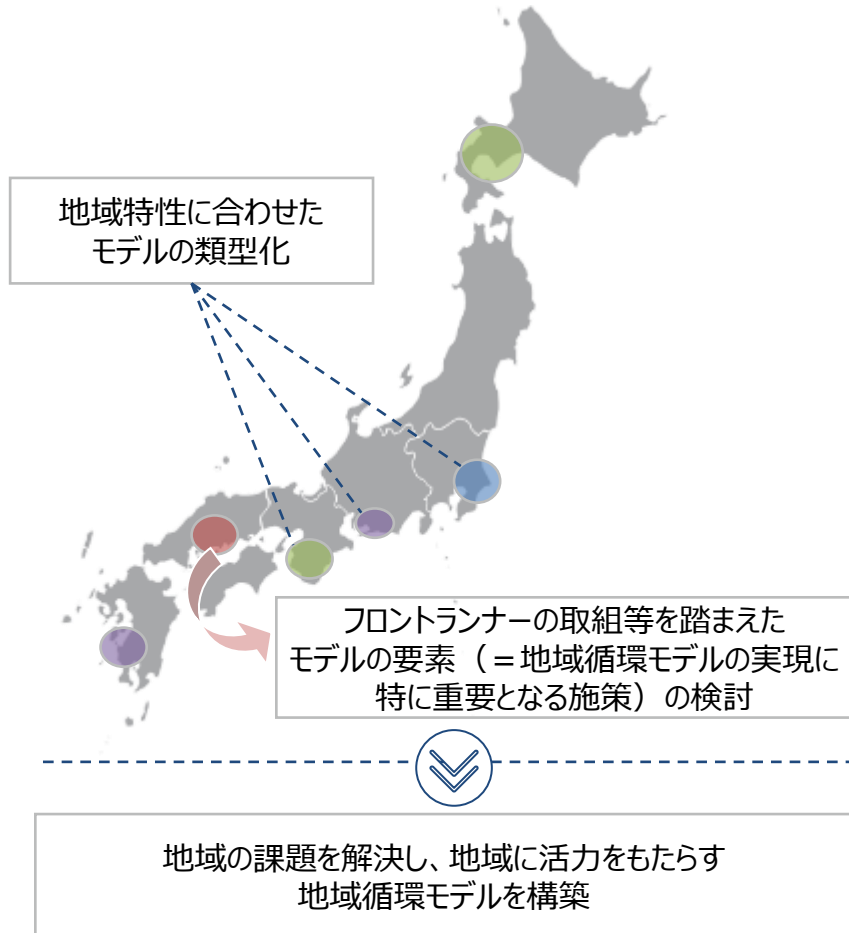 地域特性に合わせた
モデルの類型化
フロントランナーの取組等を踏まえた
モデルの要素（＝地域循環モデルの実現に
特に重要となる施策）の検討
地域の課題を解決し、地域に活力をもたらす
地域循環モデルを構築